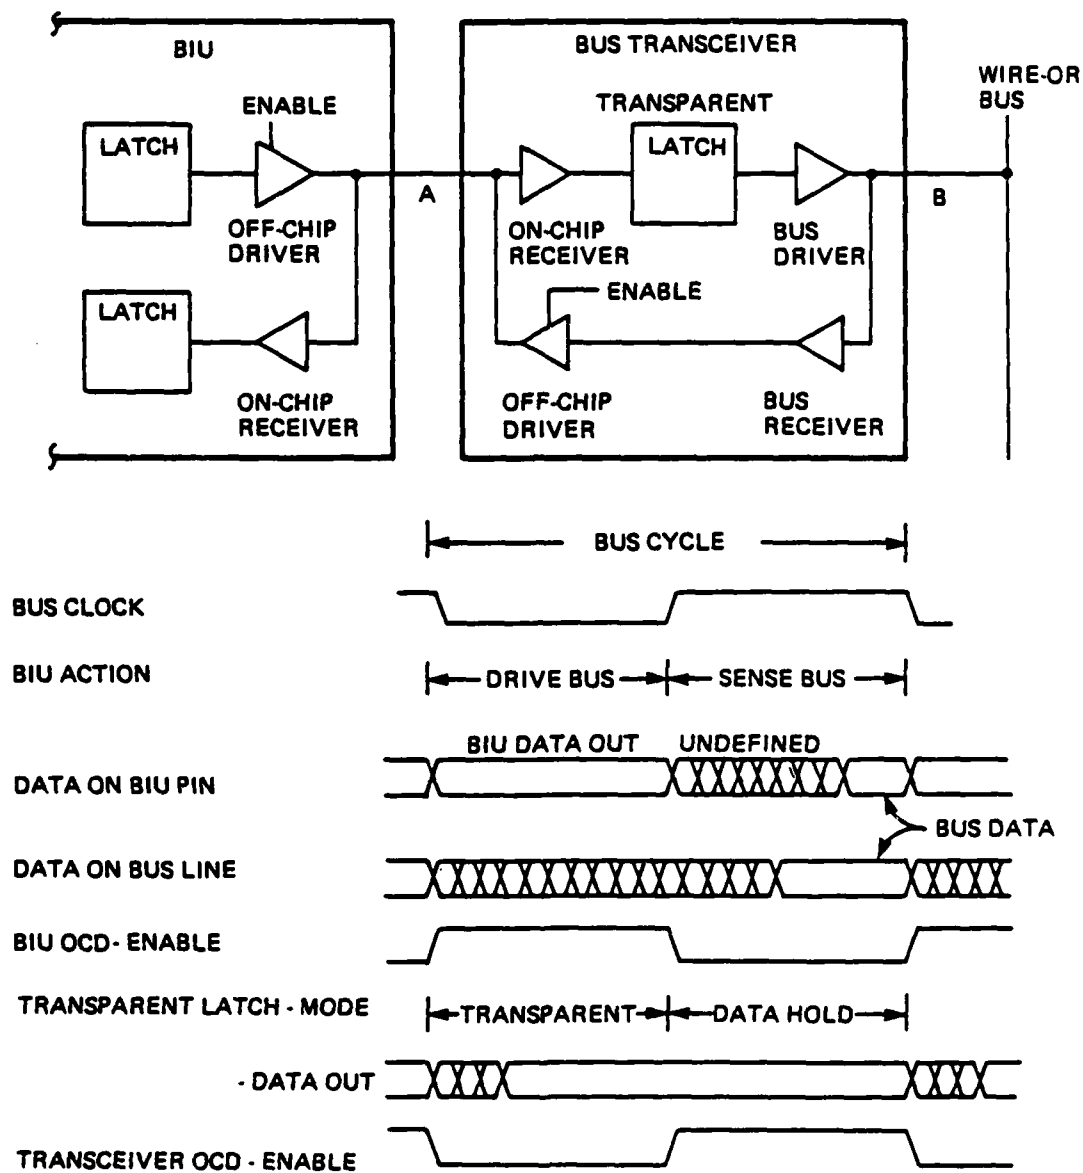 BIU
BUS TRANSCEIVER
WIRE-OR
BUS
ENABLE
TRANSPARENT
LATCH
LATCH
A
B
OFF-CHIP
DRIVER
ON-CHIP
RECEIVER
BUS
DRIVER
ENABLE
LATCH
ON-CHIP
RECEIVER
OFF-CHIP
DRIVER
BUS
RECEIVER
BUS CYCLE
BUS CLOCK
BIU ACTION
DRIVE BUS
SENSE BUS
BIU DATA OUT
UNDEFINED
DATA ON BIU PIN
BUS DATA
DATA ON BUS LINE
BIU OCD - ENABLE
TRANSPARENT LATCH - MODE
TRANSPARENT
DATA HOLD
- DATA OUT
TRANSCEIVER OCD - ENABLE